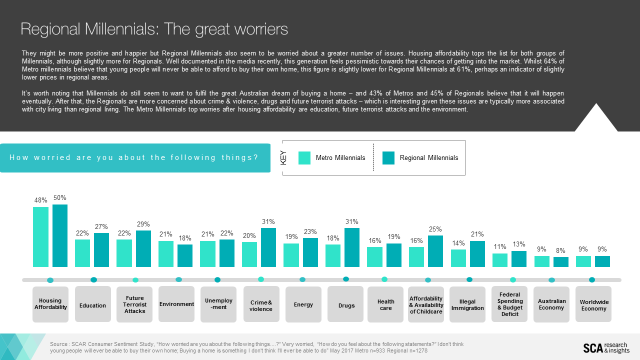 Regional Millennials: The great worriers
They might be more positive and happier but Regional Millennials also seem to be worried about a greater number of issues. Housing affordability tops the list for both groups of
Millennials, although slightly more for Regionals. Well documented in the media recently, this generation feels pessimistic towards their chances of getting into the market. Whilst 64% of
Metro millennials believe that young people will never be able to afford to buy their own home, this figure is slightly lower for Regional Millennials at 61%, perhaps an indicator of slightly
lower prices in regional areas.
It's worth noting that Millennials do still seem to want to fulfil the great Australian dream of buying a home – and 43% of Metros and 45% of Regionals believe that it will happen
eventually. After that, the Regionals are more concerned about crime & violence, drugs and future terrorist attacks – which is interesting given these issues are typically more associated
with city living than regional living. The Metro Millennials top worries after housing affordability are education, future terrorist attacks and the environment.
How worried are you about the following things?
KEY
Metro Millennials
Regional Millennials
48% 50%
22% 27%
22% 29%
21% 18%
21% 22%
20% 31%
19% 23%
18% 31%
16% 19%
16% 25%
14% 21%
11% 13%
9% 8%
9% 9%
Housing
Affordability
Education
Future
Terrorist
Attacks
Environment
Unemploy
-ment
Crime &
violence
Energy
Drugs
Health
care
Affordability
& Availability
of Childcare
Illegal
Immigration
Federal
Spending
& Budget
Deficit
Australian
Economy
Worldwide
Economy
Source: SCAR Consumer Sentiment Study, "How worried are you about the following things…?" Very worried, "How do you feel about the following statements? I don't think
young people will ever be able to buy their own home; Buying a home is something I don't think I'll ever be able to do" May 2017 Metro n=933 Regional n=1278
SCA research
& insights